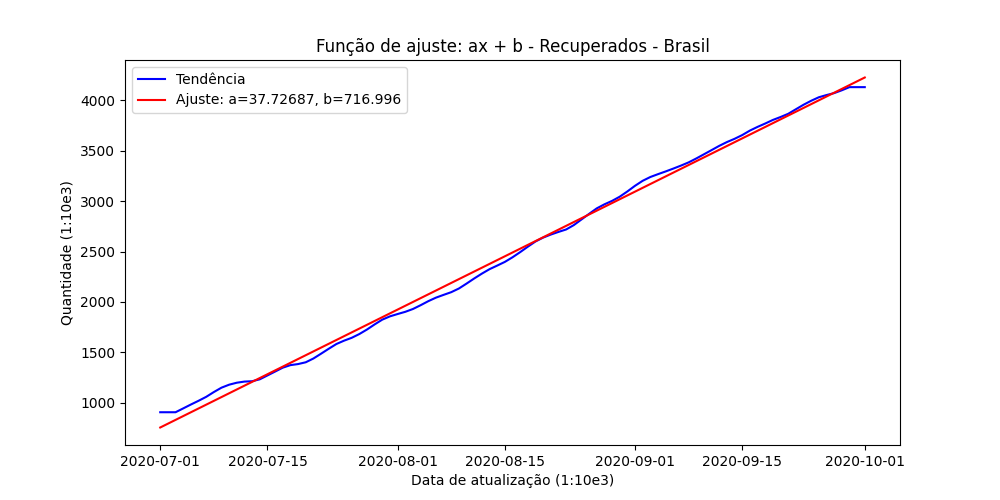 Função de ajuste: ax + b - Recuperados - Brasil
Tendência
Ajuste: a=37.72687, b=716.996
Quantidade (1:10e3)
4000
3500
3000
2500
2000
1500
1000
2020-07-01 2020-07-15 2020-08-01 2020-08-15 2020-09-01 2020-09-15 2020-10-01
Data de atualização (1:10e3)